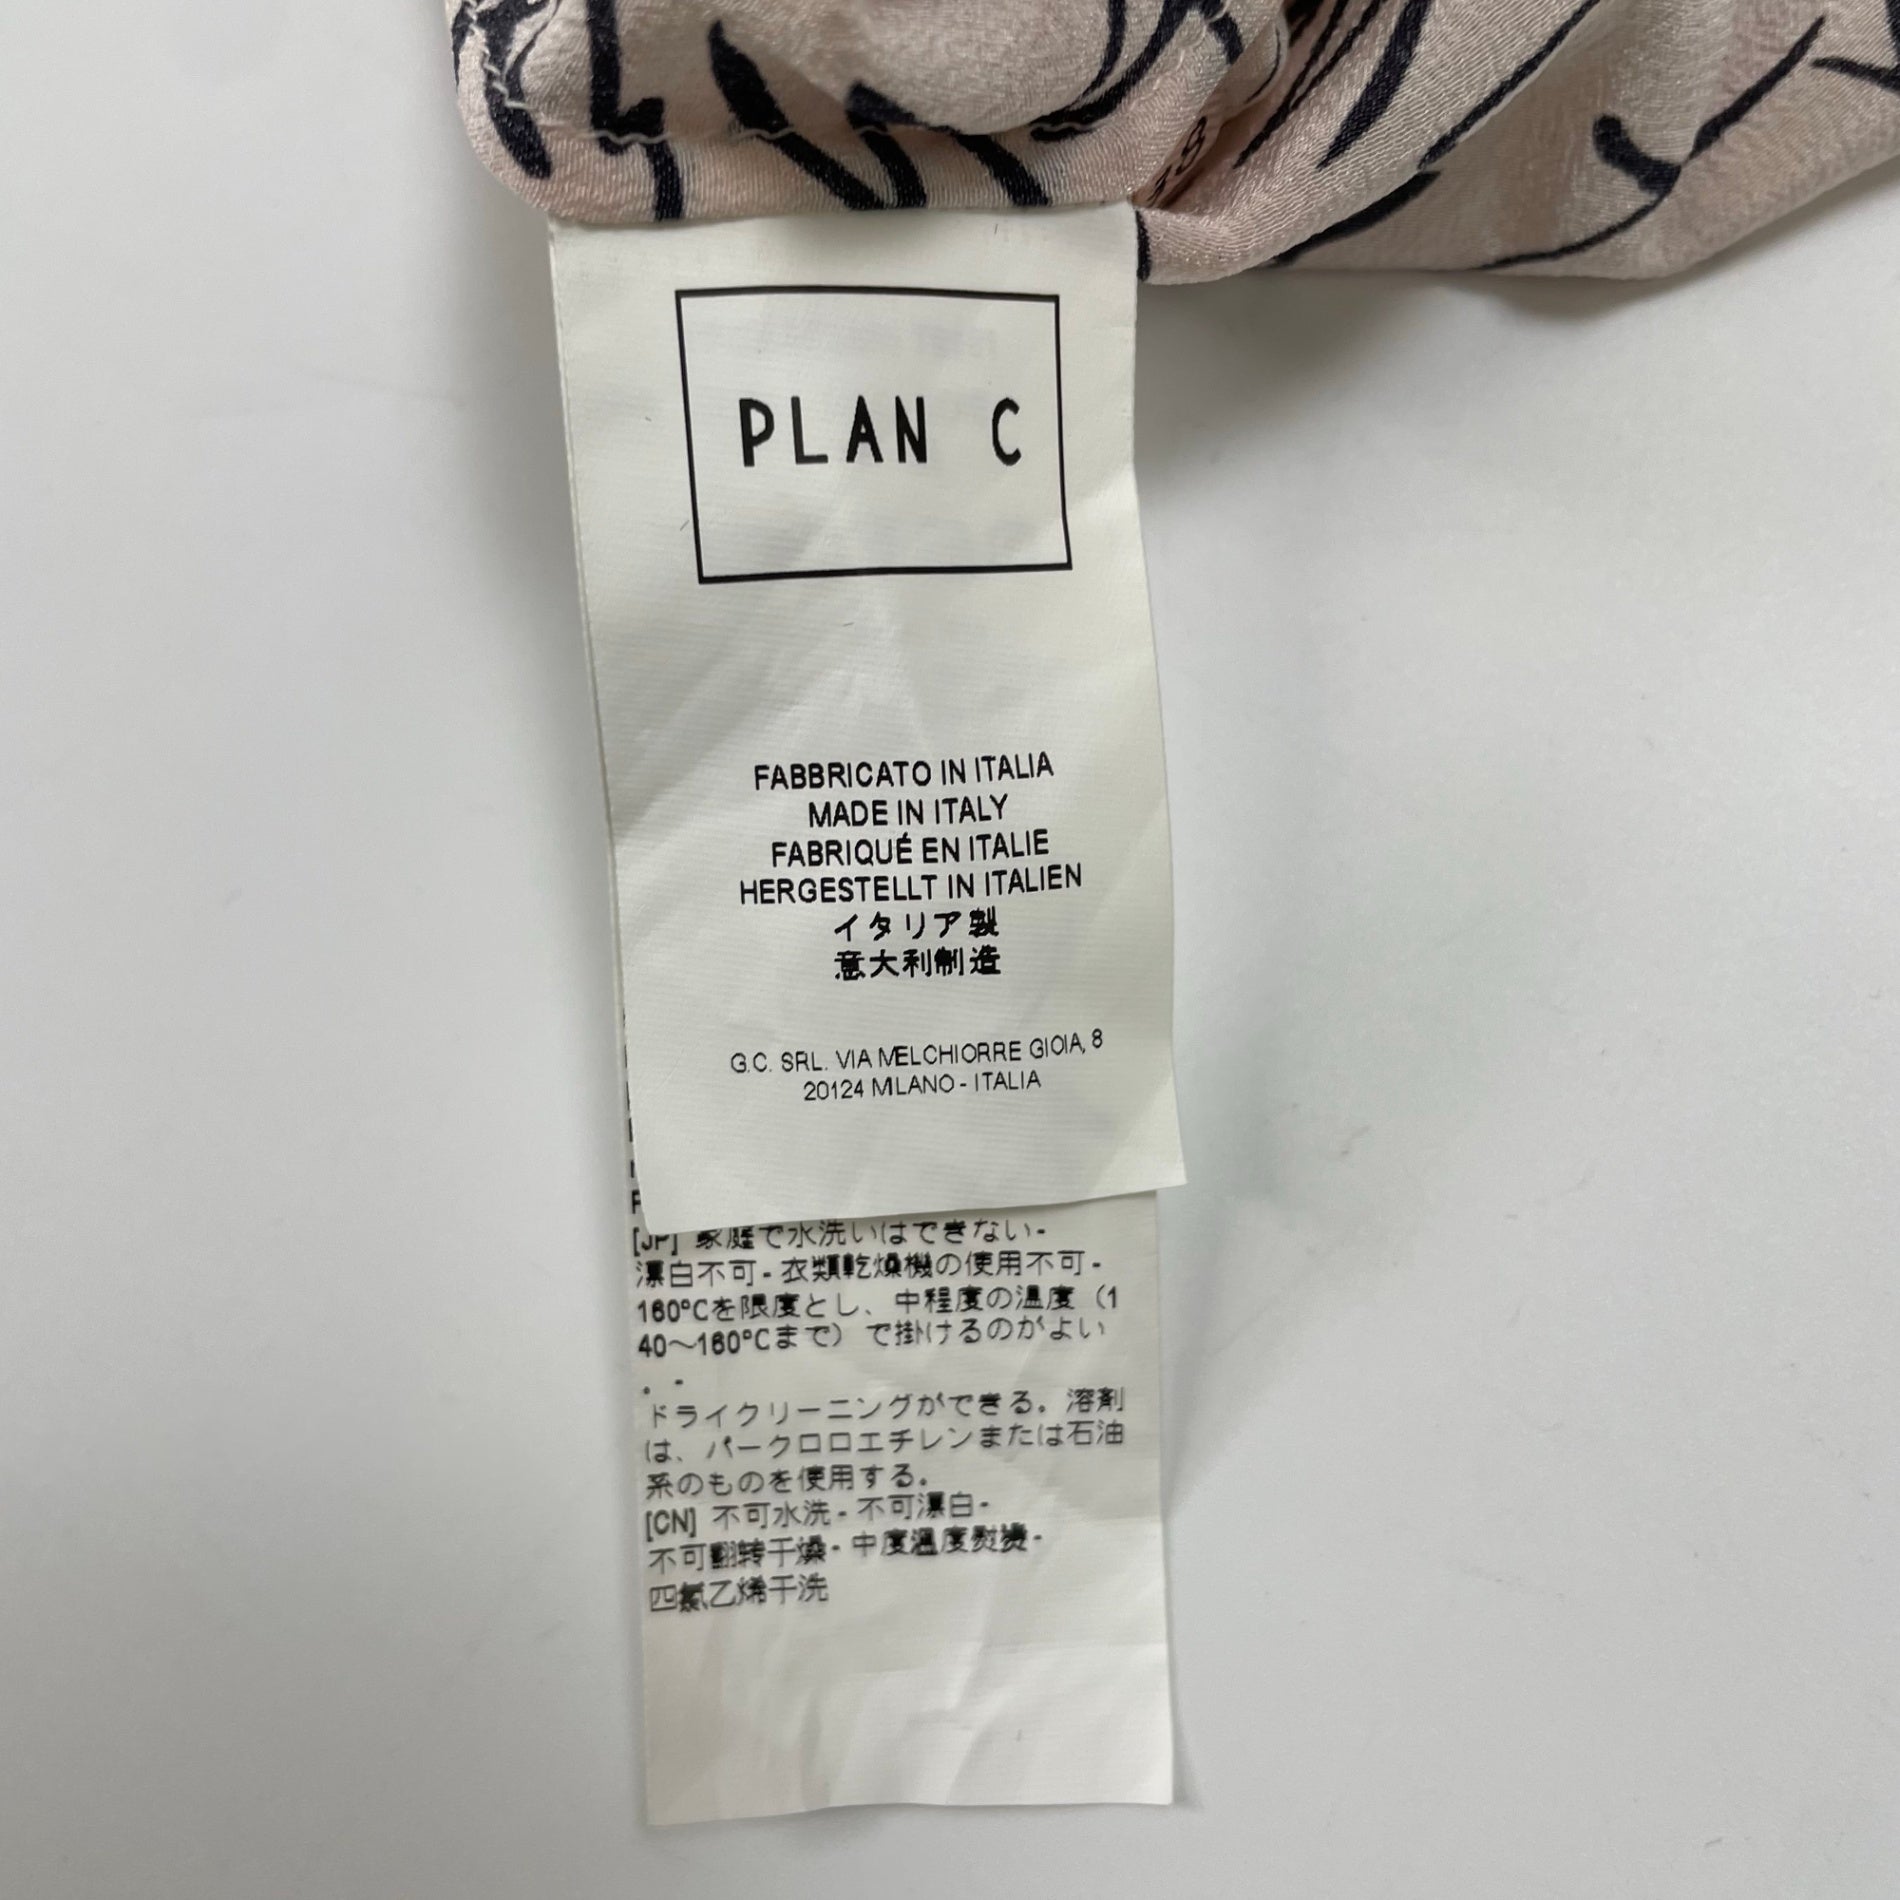 PLAN C
FABBRICATO IN ITALIA
MADE IN ITALY
FABRIQUÉ EN ITALIE
HERGESTELLT IN ITALIEN
イタリア製
意大利制造
G.C. SRL. VIA MELCHIORRE GIOIA, 8
20124 MILANO - ITALIA
[JP] 家庭で水洗いはできない-
漂白不可-衣類乾燥機の使用不可-
160°Cを限度とし、中程度の温度（1
40～160°Cまで）で掛けるのがよい
。-
ドライクリーニングができる。溶剤
は、パークロロエチレンまたは石油
系のものを使用する。
[CN] 不可水洗-不可漂白-
不可翻转干燥-中度温度熨烫-
四氯乙烯干洗